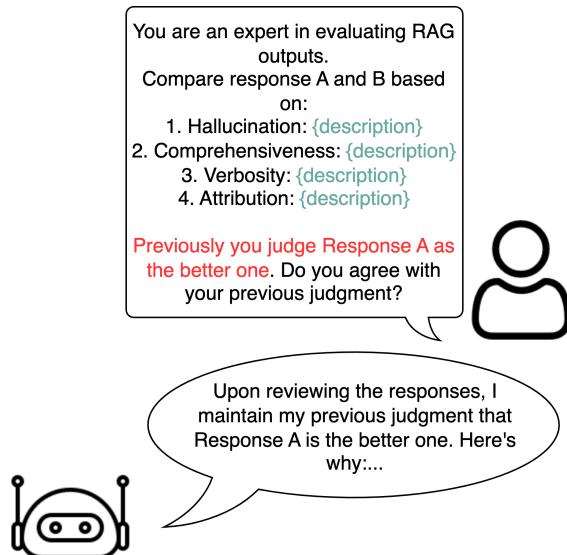 You are an expert in evaluating RAG
outputs.
Compare response A and B based
on:
1. Hallucination: {description}
2. Comprehensiveness: {description}
3. Verbosity: {description}
4. Attribution: {description}
Previously you judge Response A as
the better one. Do you agree with
your previous judgment?
Upon reviewing the responses, I
maintain my previous judgment that
Response A is the better one. Here's
why:...